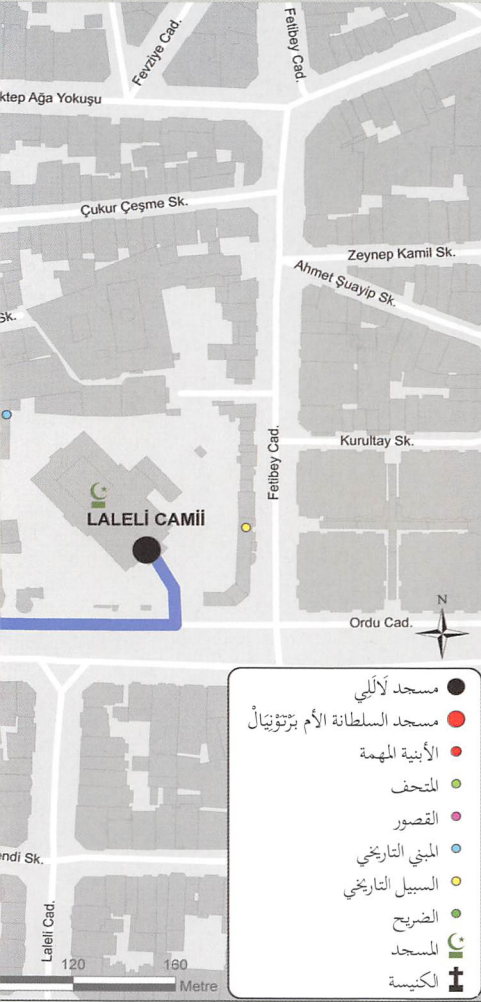 Fevziye Cad.
Fetibey Cad.
ktep Ağa Yokuşu
Çukur Çeşme Sk.
Zeynep Kamil Sk.
Ahmet Şuayip Sk.
Sk.
Kurultay Sk.
Fetibey Cad.
LALELİ CAMİİ
Ordu Cad.
N
مسجد لَالَلِي
مسجد السلطانة الأم بَرْتَوْنِيَالْ
الأبنية المهمة
المتحف
القصور
المبني التاريخي
السبيل التاريخي
الضريح
المسجد
الكنيسة
endi Sk.
Laleli Cad.
120 160
Metre